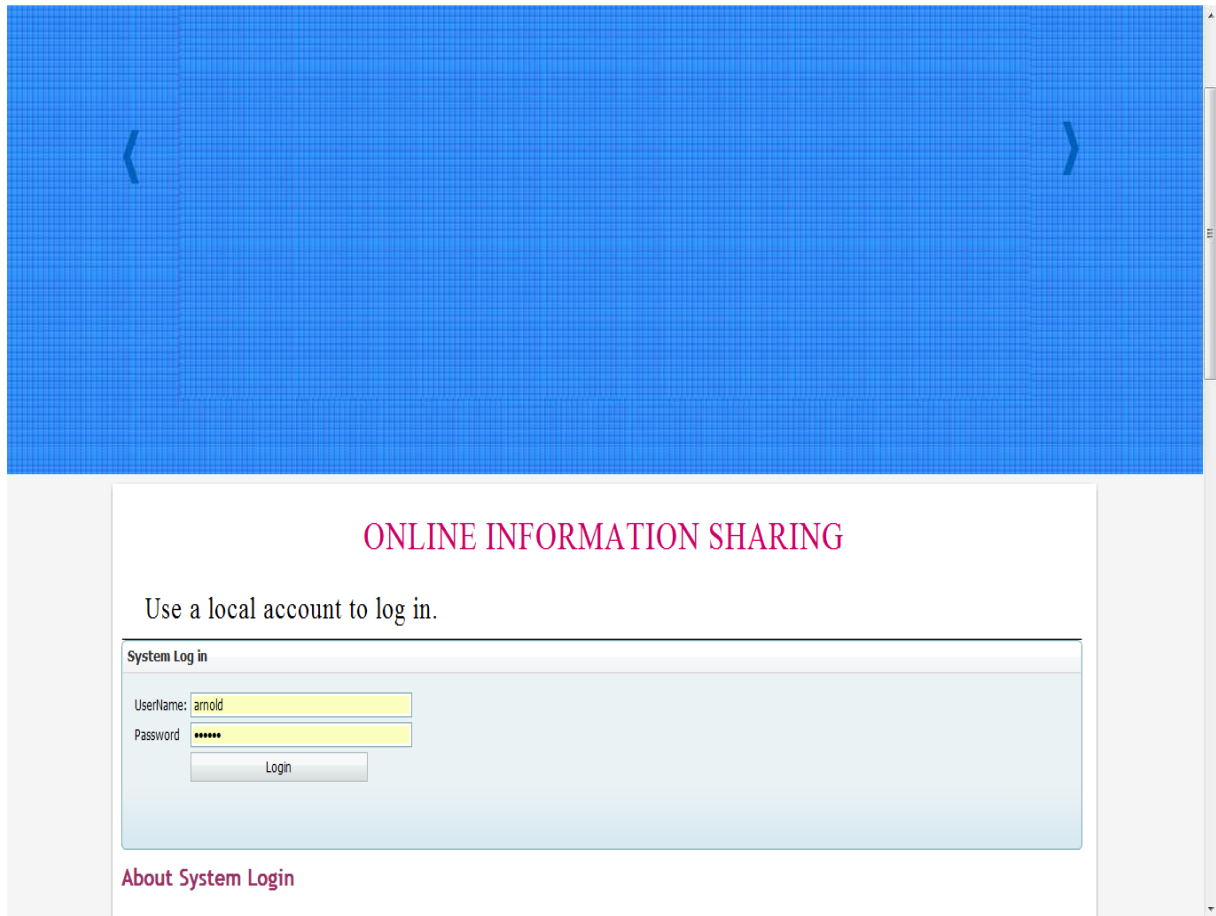 ONLINE INFORMATION SHARING
Use a local account to log in.
System Log in
UserName: arnold
Password ••••••
Login
About System Login